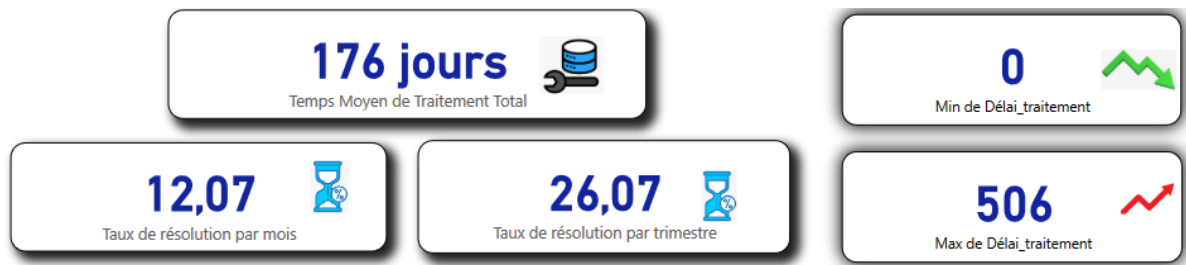 176 jours
Temps Moyen de Traitement Total
0
Min de Délai_traitement
12,07
%
Taux de résolution par mois
26,07
%
Taux de résolution par trimestre
506
Max de Délai_traitement